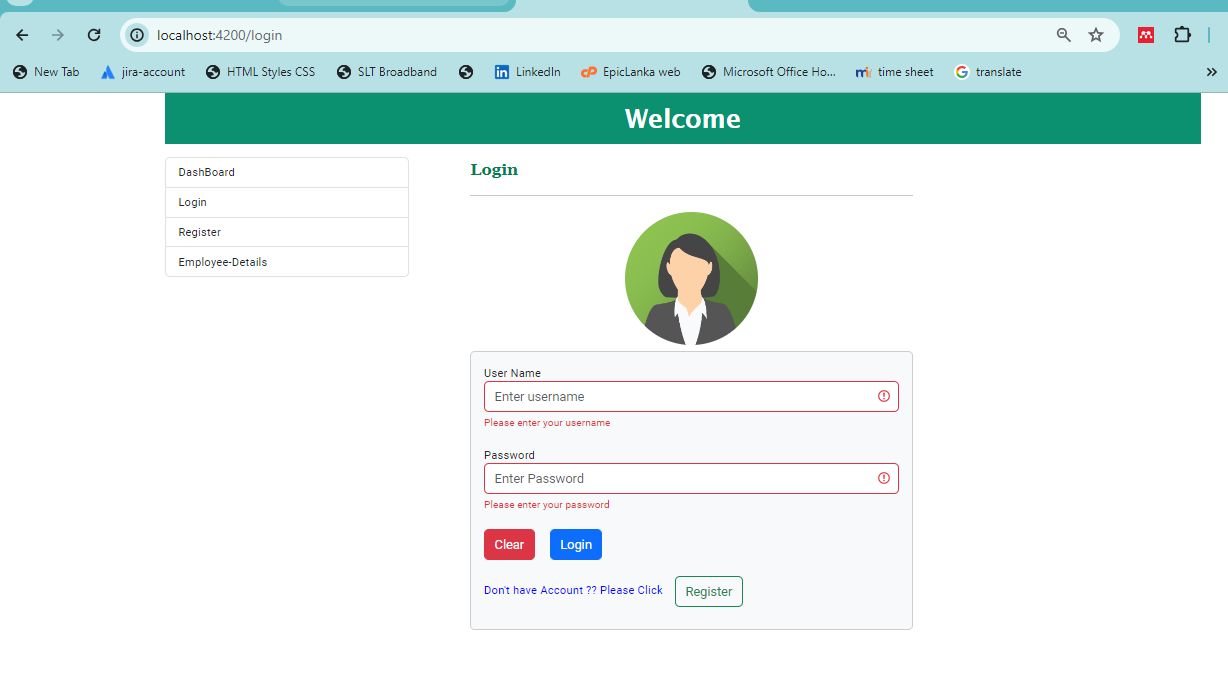 localhost:4200/login
New Tab jira-account HTML Styles CSS SLT Broadband LinkedIn EpicLanka web Microsoft Office Ho... time sheet translate
Welcome
DashBoard
Login
Register
Employee-Details
Login
User Name
Enter username
Please enter your username
Password
Enter Password
Please enter your password
Clear Login
Don't have Account ?? Please Click Register